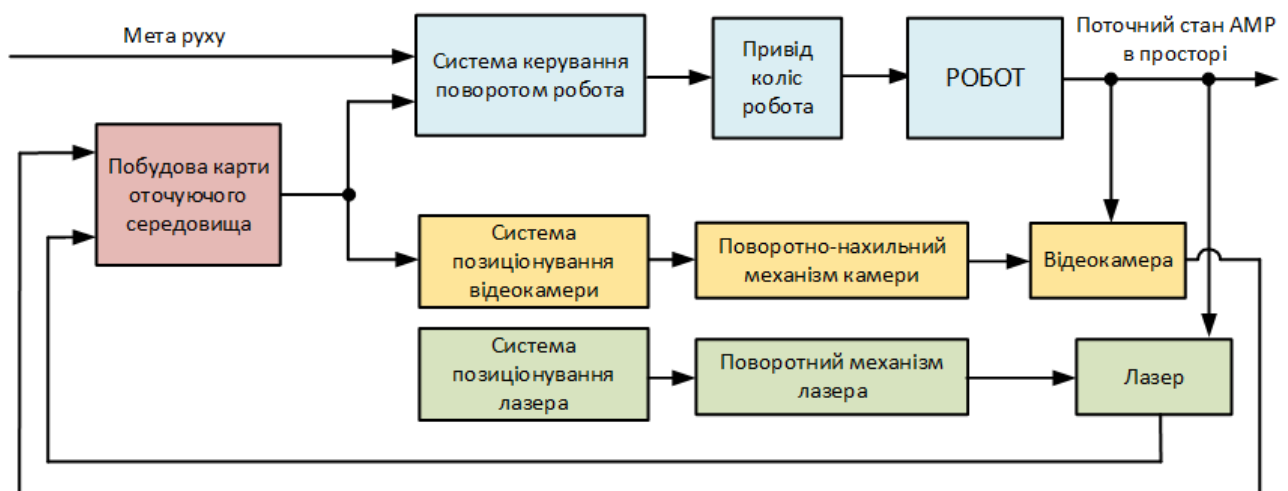 Мета руху
Система керування
поворотом робота
Привід
коліс
робота
РОБОТ
Поточний стан АМР
в просторі
Побудова карти
оточуючого
середовища
Система
позиціонування
відеокамери
Поворотно-нахильний
механізм камери
Відеокамера
Система
позиціонування
лазера
Поворотний механізм
лазера
Лазер